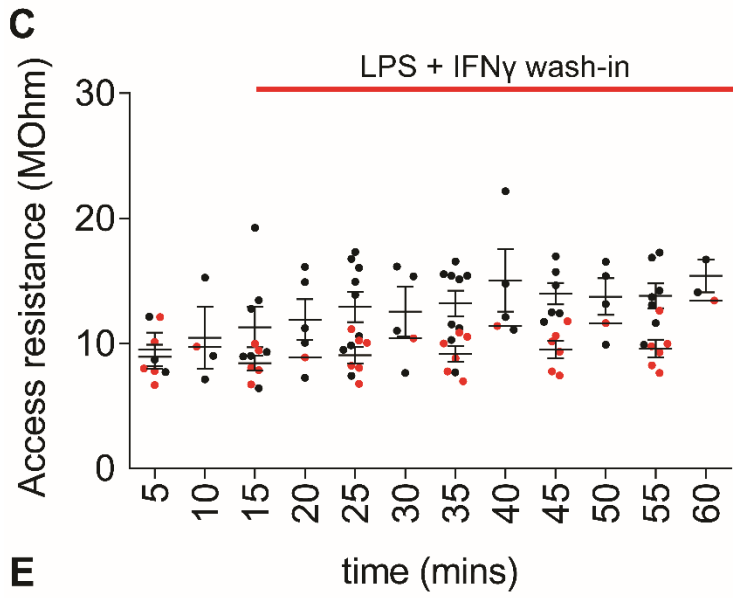 C
LPS + IFNγ wash-in
Access resistance (MOhm)
30
20
10
0
5 10 15 20 25 30 35 40 45 50 55 60
time (mins)
E